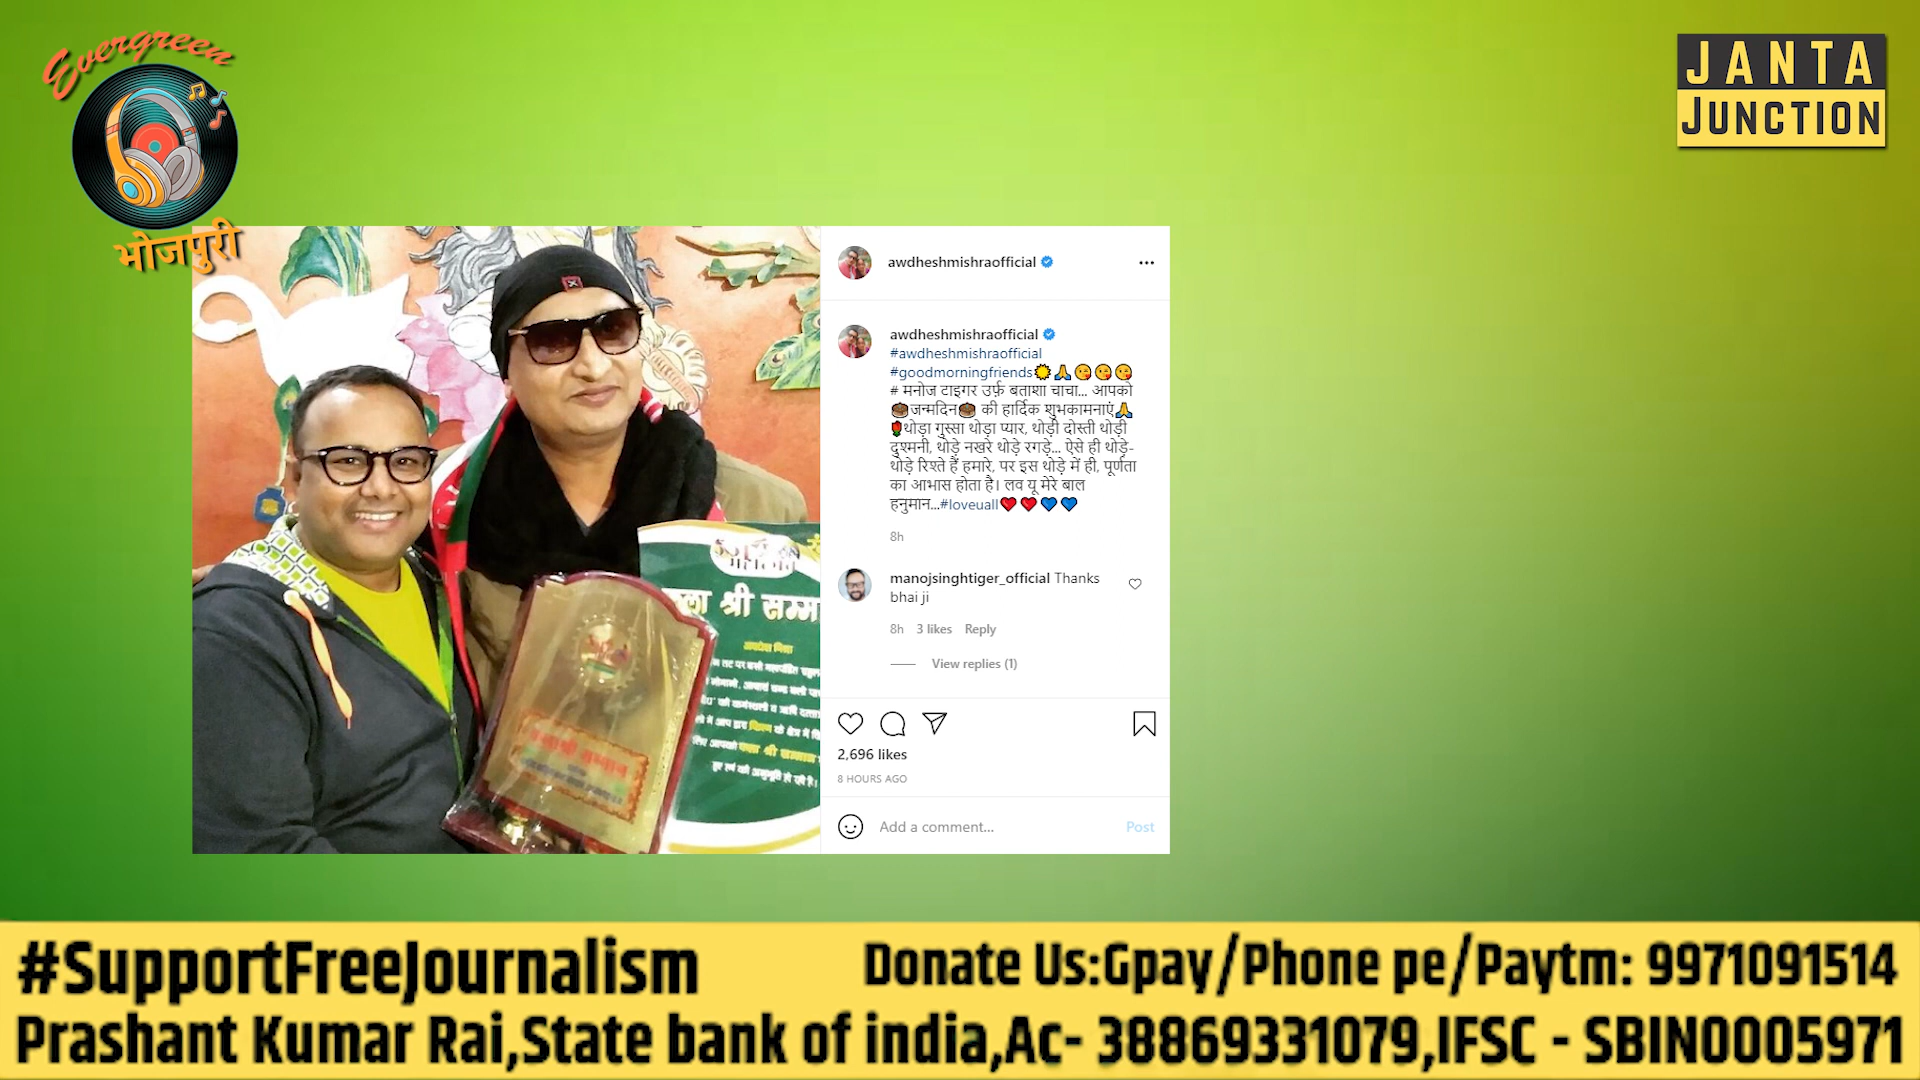 Evergreen
भोजपुरी
JANTA
JUNCTION
awdheshmishraofficial
awdheshmishraofficial
#awdheshmishraofficial
#goodmorningfriends🌞🙏😘😘😘
# मनोज टाइगर उर्फ़ बताशा चाचा... आपको
🎂जन्मदिन🎂 की हार्दिक शुभकामनाएं🙏
🌹थोड़ा गुस्सा थोड़ा प्यार, थोड़ी दोस्ती थोड़ी
दुश्मनी, थोड़े नखरे थोड़े रगड़े... ऐसे ही थोड़े-
थोड़े रिश्ते हैं हमारे, पर इस थोड़े में ही, पूर्णता
का आभास होता है। लव यू मेरे बाल
हनुमान...#loveuall❤️❤️💙💙
8h
manojsinghtiger_official Thanks
bhai ji
8h 3 likes Reply
View replies (1)
2,696 likes
8 HOURS AGO
Add a comment... Post
श्री सम्म
अवधेश मिश्रा
#SupportFreeJournalism
Donate Us:Gpay/Phone pe/Paytm: 9971091514
Prashant Kumar Rai,State bank of india,Ac- 38869331079,IFSC - SBIN0005971